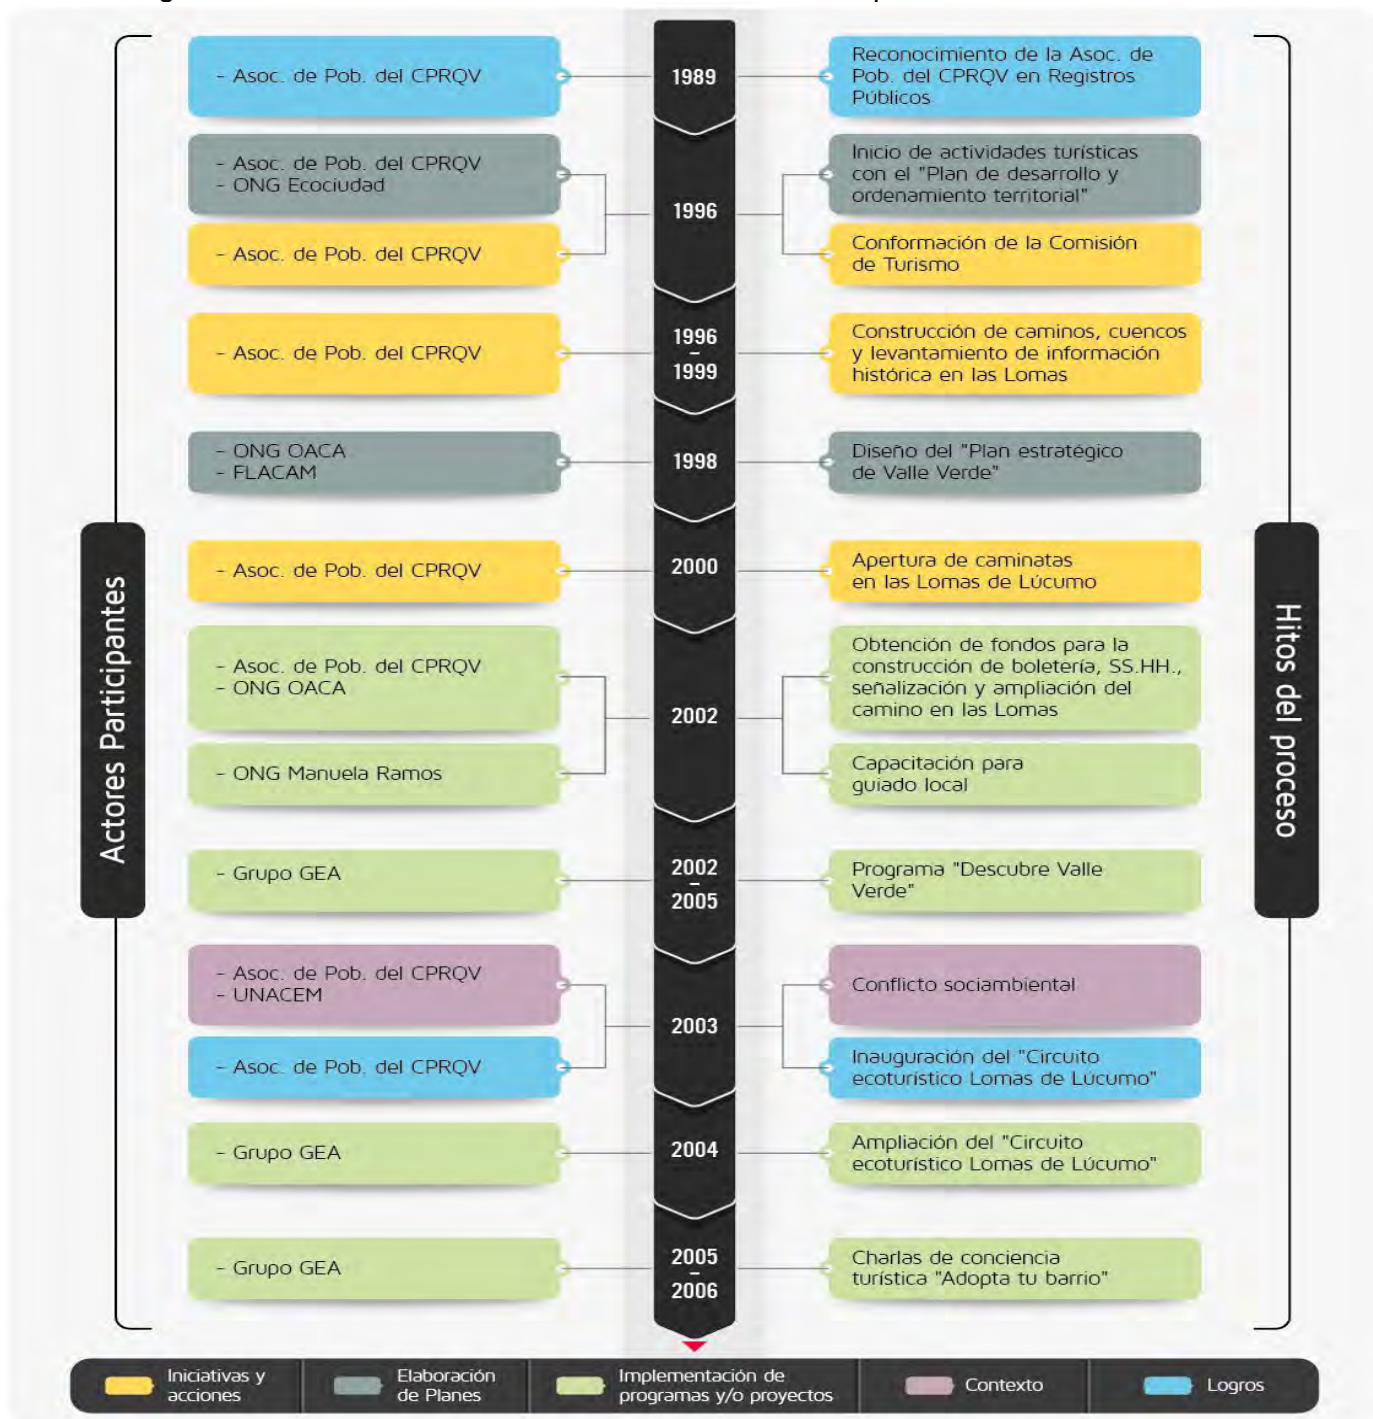 Actores Participantes
Hitos del proceso
- Asoc. de Pob. del CPRQV
1989
Reconocimiento de la Asoc. de
Pob. del CPRQV en Registros
Públicos
- Asoc. de Pob. del CPRQV
- ONG Ecociudad
- Asoc. de Pob. del CPRQV
1996
Inicio de actividades turísticas
con el "Plan de desarrollo y
ordenamiento territorial"
Conformación de la Comisión
de Turismo
- Asoc. de Pob. del CPRQV
1996
–
1999
Construcción de caminos, cuencos
y levantamiento de información
histórica en las Lomas
- ONG OACA
- FLACAM
1998
Diseño del "Plan estratégico
de Valle Verde"
- Asoc. de Pob. del CPRQV
2000
Apertura de caminatas
en las Lomas de Lúcumo
- Asoc. de Pob. del CPRQV
- ONG OACA
- ONG Manuela Ramos
2002
Obtención de fondos para la
construcción de boletería, SS.HH.,
señalización y ampliación del
camino en las Lomas
Capacitación para
guiado local
- Grupo GEA
2002
–
2005
Programa "Descubre Valle
Verde"
- Asoc. de Pob. del CPRQV
- UNACEM
- Asoc. de Pob. del CPRQV
2003
Conflicto sociambiental
Inauguración del "Circuito
ecoturístico Lomas de Lúcumo"
- Grupo GEA
2004
Ampliación del "Circuito
ecoturístico Lomas de Lúcumo"
- Grupo GEA
2005
–
2006
Charlas de conciencia
turística "Adopta tu barrio"
Iniciativas y
acciones
Elaboración
de Planes
Implementación de
programas y/o proyectos
Contexto
Logros